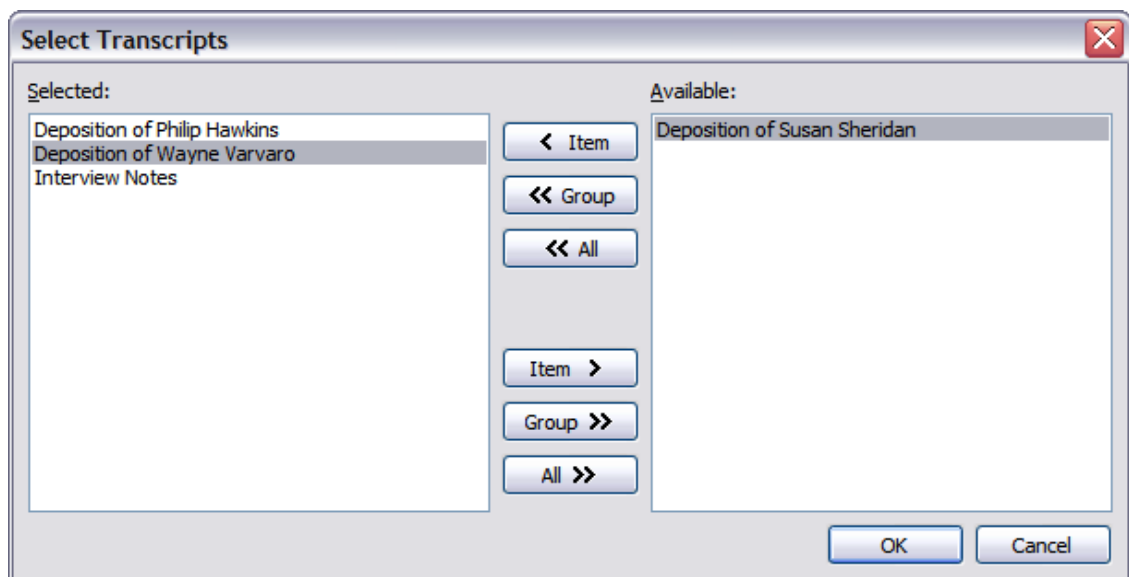 Select Transcripts
Selected:
Deposition of Philip Hawkins
Deposition of Wayne Varvaro
Interview Notes
< Item
<< Group
<< All
Item >
Group >>
All >>
Available:
Deposition of Susan Sheridan
OK
Cancel